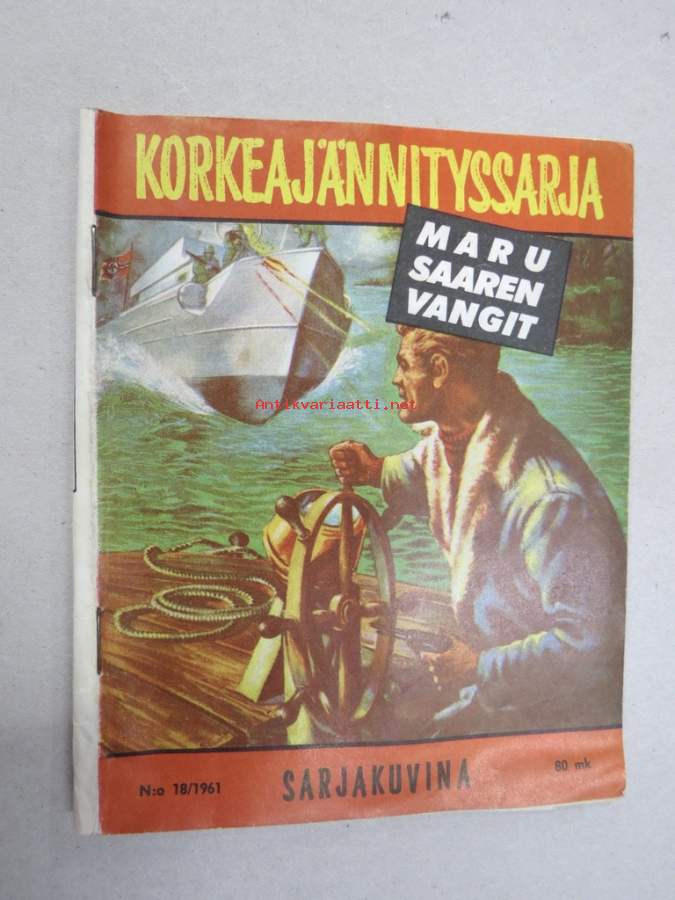 KORKEAJÄNNITYSSARJA
MARU
SAAREN
VANGIT
Antikvariaatti.net
N:o 18/1961
SARJAKUVINA
80 mk